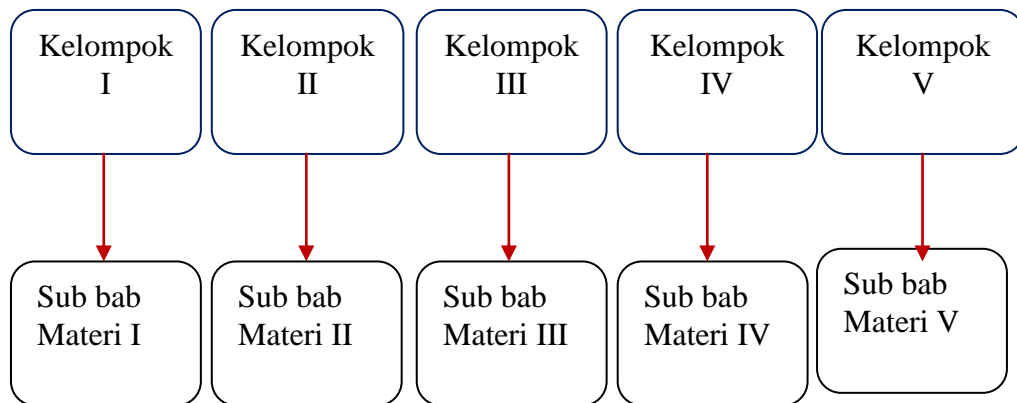 Kelompok
I
Kelompok
II
Kelompok
III
Kelompok
IV
Kelompok
V
Sub bab
Materi I
Sub bab
Materi II
Sub bab
Materi III
Sub bab
Materi IV
Sub bab
Materi V